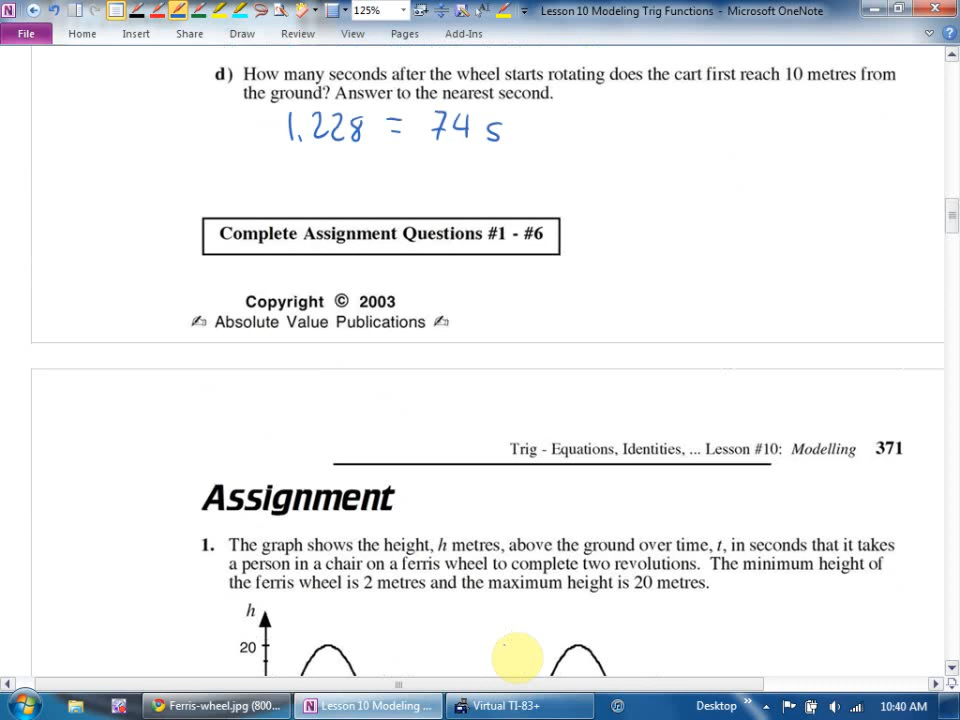 125%
Lesson 10 Modeling Trig Functions - Microsoft OneNote
File Home Insert Share Draw Review View Pages Add-Ins
d) How many seconds after the wheel starts rotating does the cart first reach 10 metres from
the ground? Answer to the nearest second.
1.228 = 74 s
Complete Assignment Questions #1 - #6
Copyright © 2003
✍ Absolute Value Publications ✍
Trig - Equations, Identities, ... Lesson #10: Modelling 371
Assignment
1. The graph shows the height, h metres, above the ground over time, t, in seconds that it takes
a person in a chair on a ferris wheel to complete two revolutions. The minimum height of
the ferris wheel is 2 metres and the maximum height is 20 metres.
h
20
Ferris-wheel.jpg (800... Lesson 10 Modeling ... Virtual TI-83+ Desktop 10:40 AM